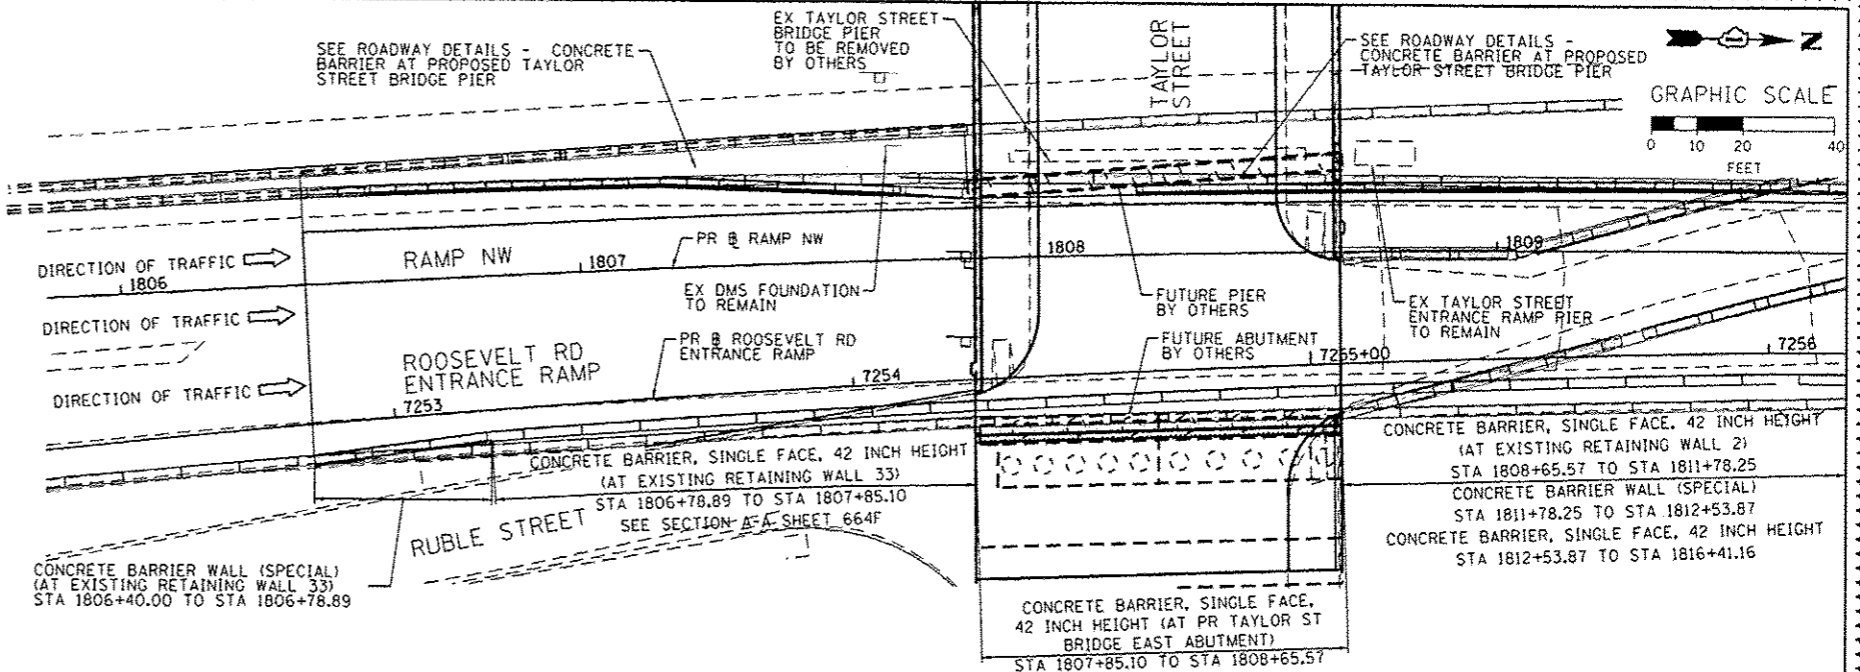 SEE ROADWAY DETAILS - CONCRETE
BARRIER AT PROPOSED TAYLOR
STREET BRIDGE PIER
EX TAYLOR STREET
BRIDGE PIER
TO BE REMOVED
BY OTHERS
TAYLOR
STREET
SEE ROADWAY DETAILS -
CONCRETE BARRIER AT PROPOSED
TAYLOR STREET BRIDGE PIER
N
GRAPHIC SCALE
0 10 20 40
FEET
DIRECTION OF TRAFFIC
1806
RAMP NW
1807
PR ℄ RAMP NW
1808
1809
EX DMS FOUNDATION
TO REMAIN
FUTURE PIER
BY OTHERS
EX TAYLOR STREET
ENTRANCE RAMP PIER
TO REMAIN
DIRECTION OF TRAFFIC
ROOSEVELT RD
ENTRANCE RAMP
PR ℄ ROOSEVELT RD
ENTRANCE RAMP
FUTURE ABUTMENT
BY OTHERS
7255+00
7256
DIRECTION OF TRAFFIC
7253
7254
CONCRETE BARRIER, SINGLE FACE, 42 INCH HEIGHT
(AT EXISTING RETAINING WALL 33)
STA 1806+78.89 TO STA 1807+85.10
SEE SECTION A-A SHEET 664F
RUBLE STREET
CONCRETE BARRIER, SINGLE FACE, 42 INCH HEIGHT
(AT EXISTING RETAINING WALL 2)
STA 1808+65.57 TO STA 1811+78.25
CONCRETE BARRIER WALL (SPECIAL)
STA 1811+78.25 TO STA 1812+53.87
CONCRETE BARRIER, SINGLE FACE, 42 INCH HEIGHT
STA 1812+53.87 TO STA 1816+41.16
CONCRETE BARRIER WALL (SPECIAL)
(AT EXISTING RETAINING WALL 33)
STA 1806+40.00 TO STA 1806+78.89
CONCRETE BARRIER, SINGLE FACE,
42 INCH HEIGHT (AT PR TAYLOR ST
BRIDGE EAST ABUTMENT)
STA 1807+85.10 TO STA 1808+65.57